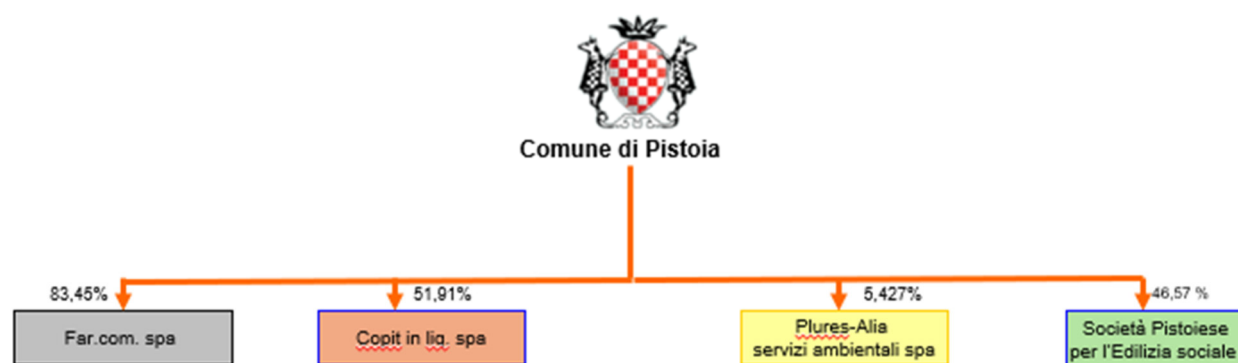 Comune di Pistoia
83,45%
51,91%
5,427%
46,57 %
Far.com. spa
Copit in liq. spa
Plures-Alia
servizi ambientali spa
Società Pistoiese
per l'Edilizia sociale